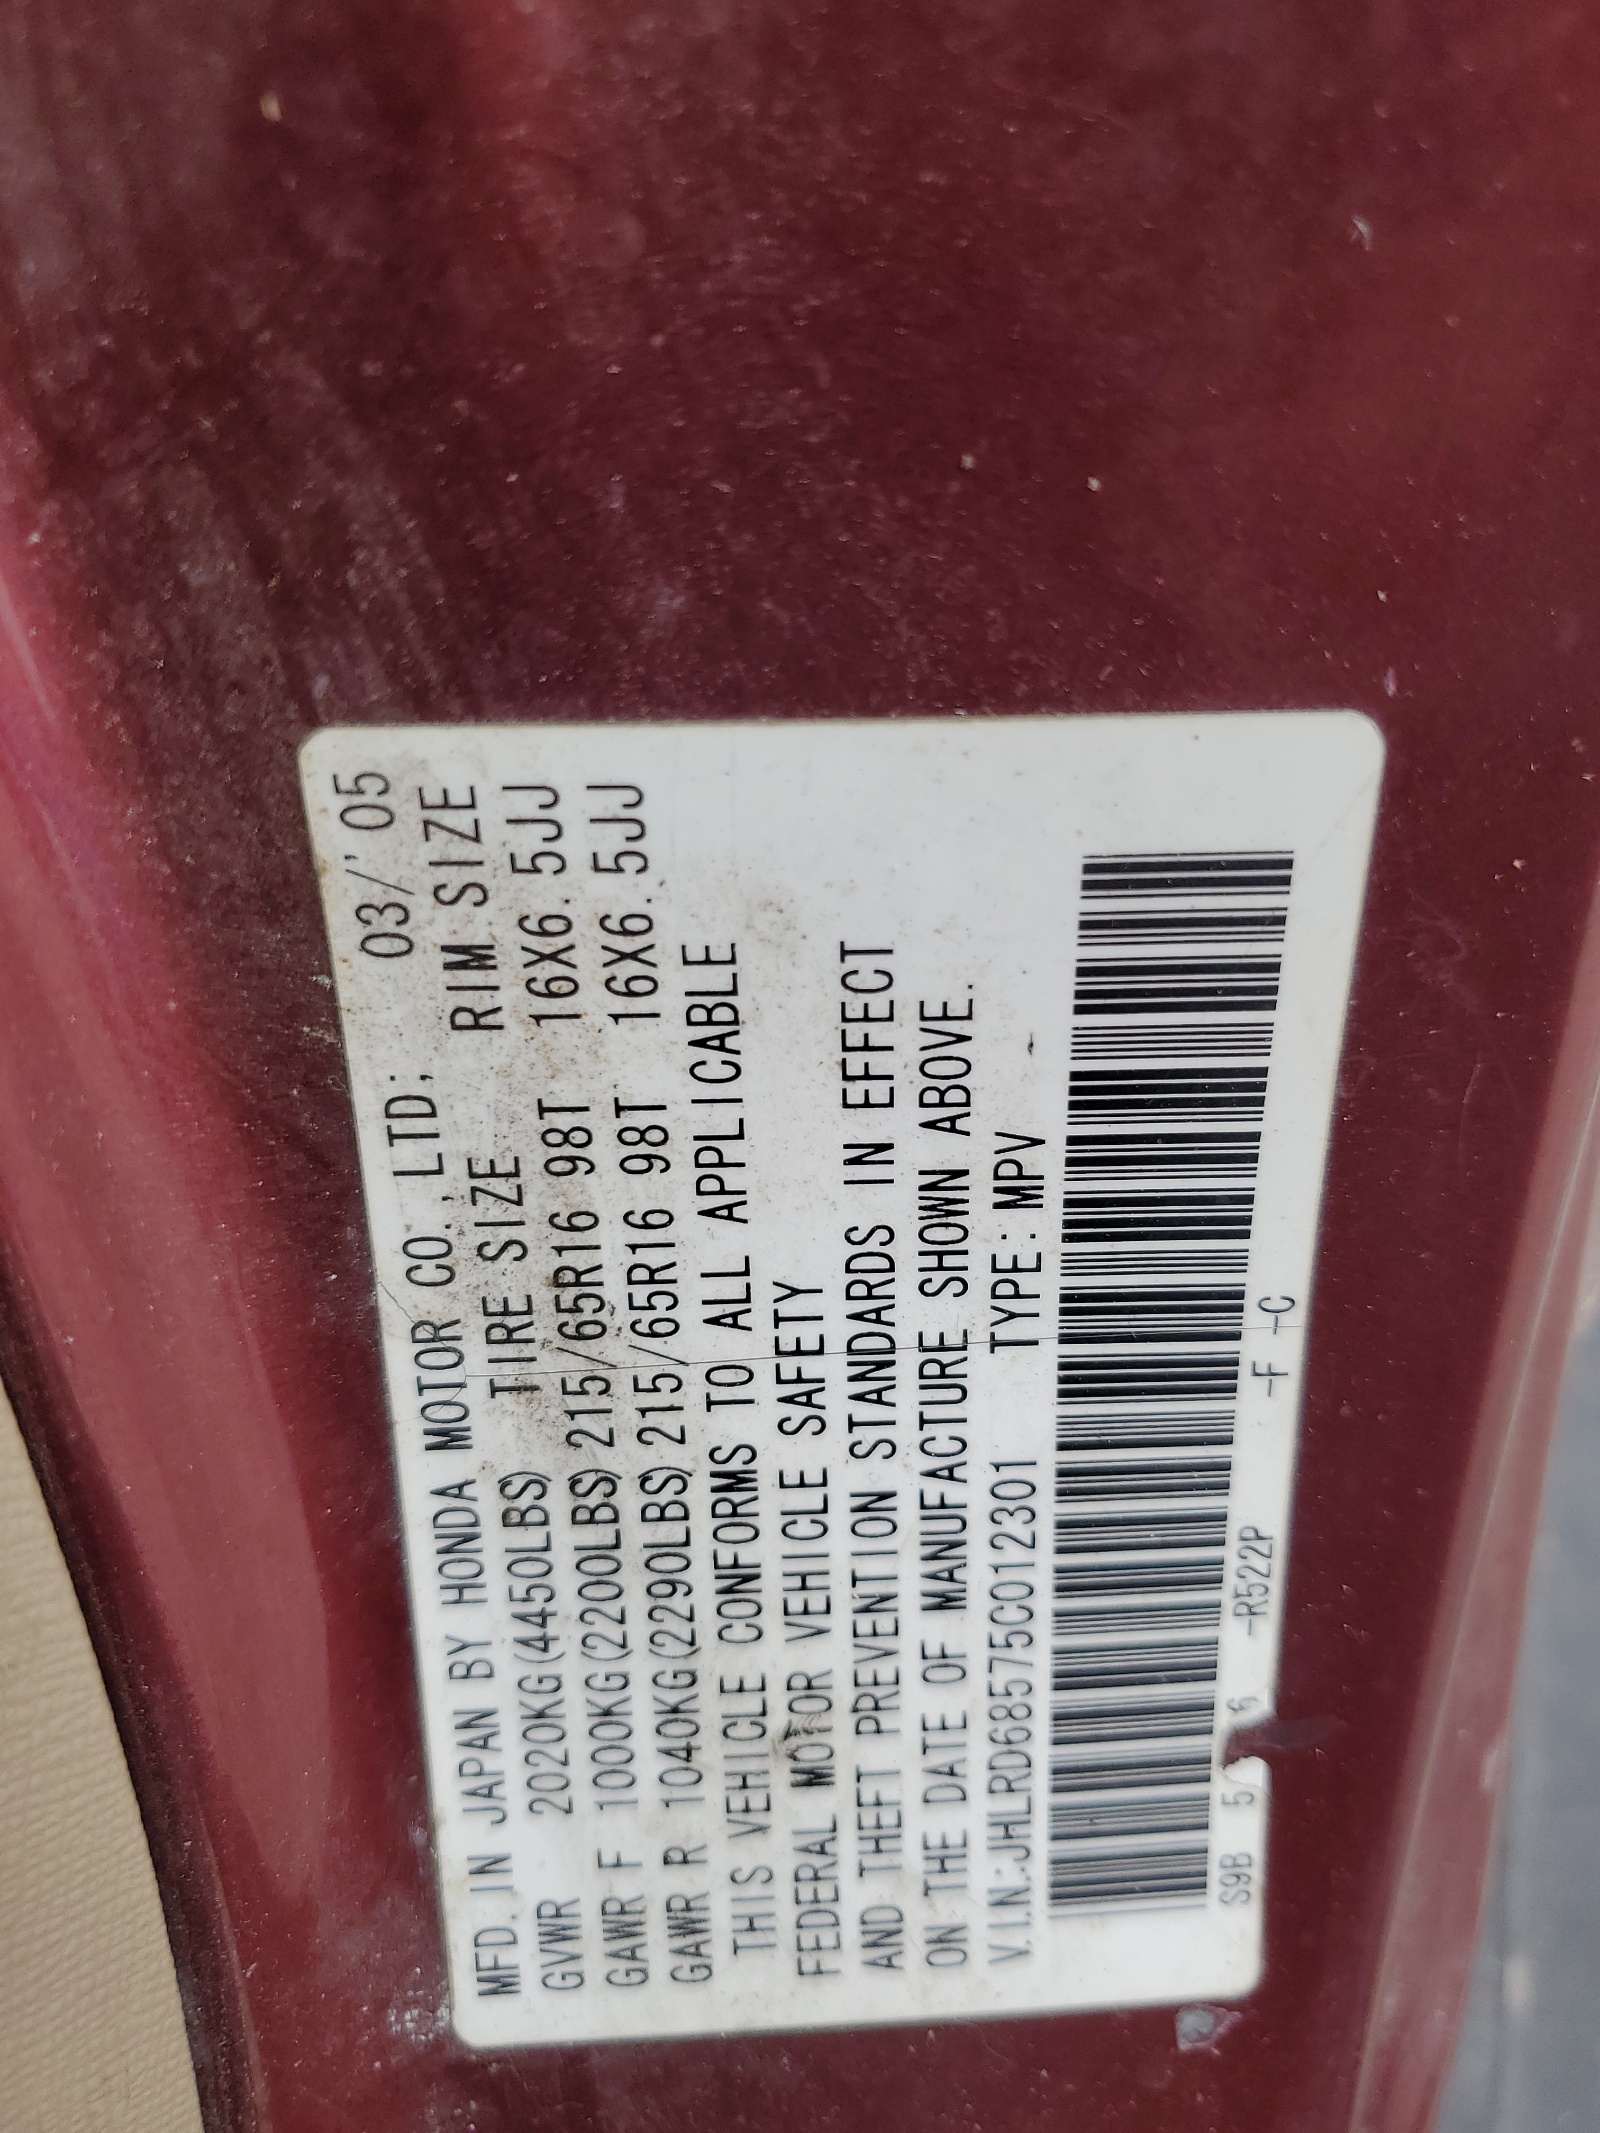 MFD. IN JAPAN BY HONDA MOTOR CO., LTD; 03/'05
TIRE SIZE RIM SIZE
GVWR 2020KG(4450LBS)
GAWR F 1000KG(2200LBS) 215/65R16 98T 16X6.5JJ
GAWR R 1040KG(2290LBS) 215/65R16 98T 16X6.5JJ
THIS VEHICLE CONFORMS TO ALL APPLICABLE
FEDERAL MOTOR VEHICLE SAFETY
AND THEFT PREVENTION STANDARDS IN EFFECT
ON THE DATE OF MANUFACTURE SHOWN ABOVE.
V.I.N.:JHLRD68575C012301 TYPE: MPV
S9B 5 6 -R522P -F -C